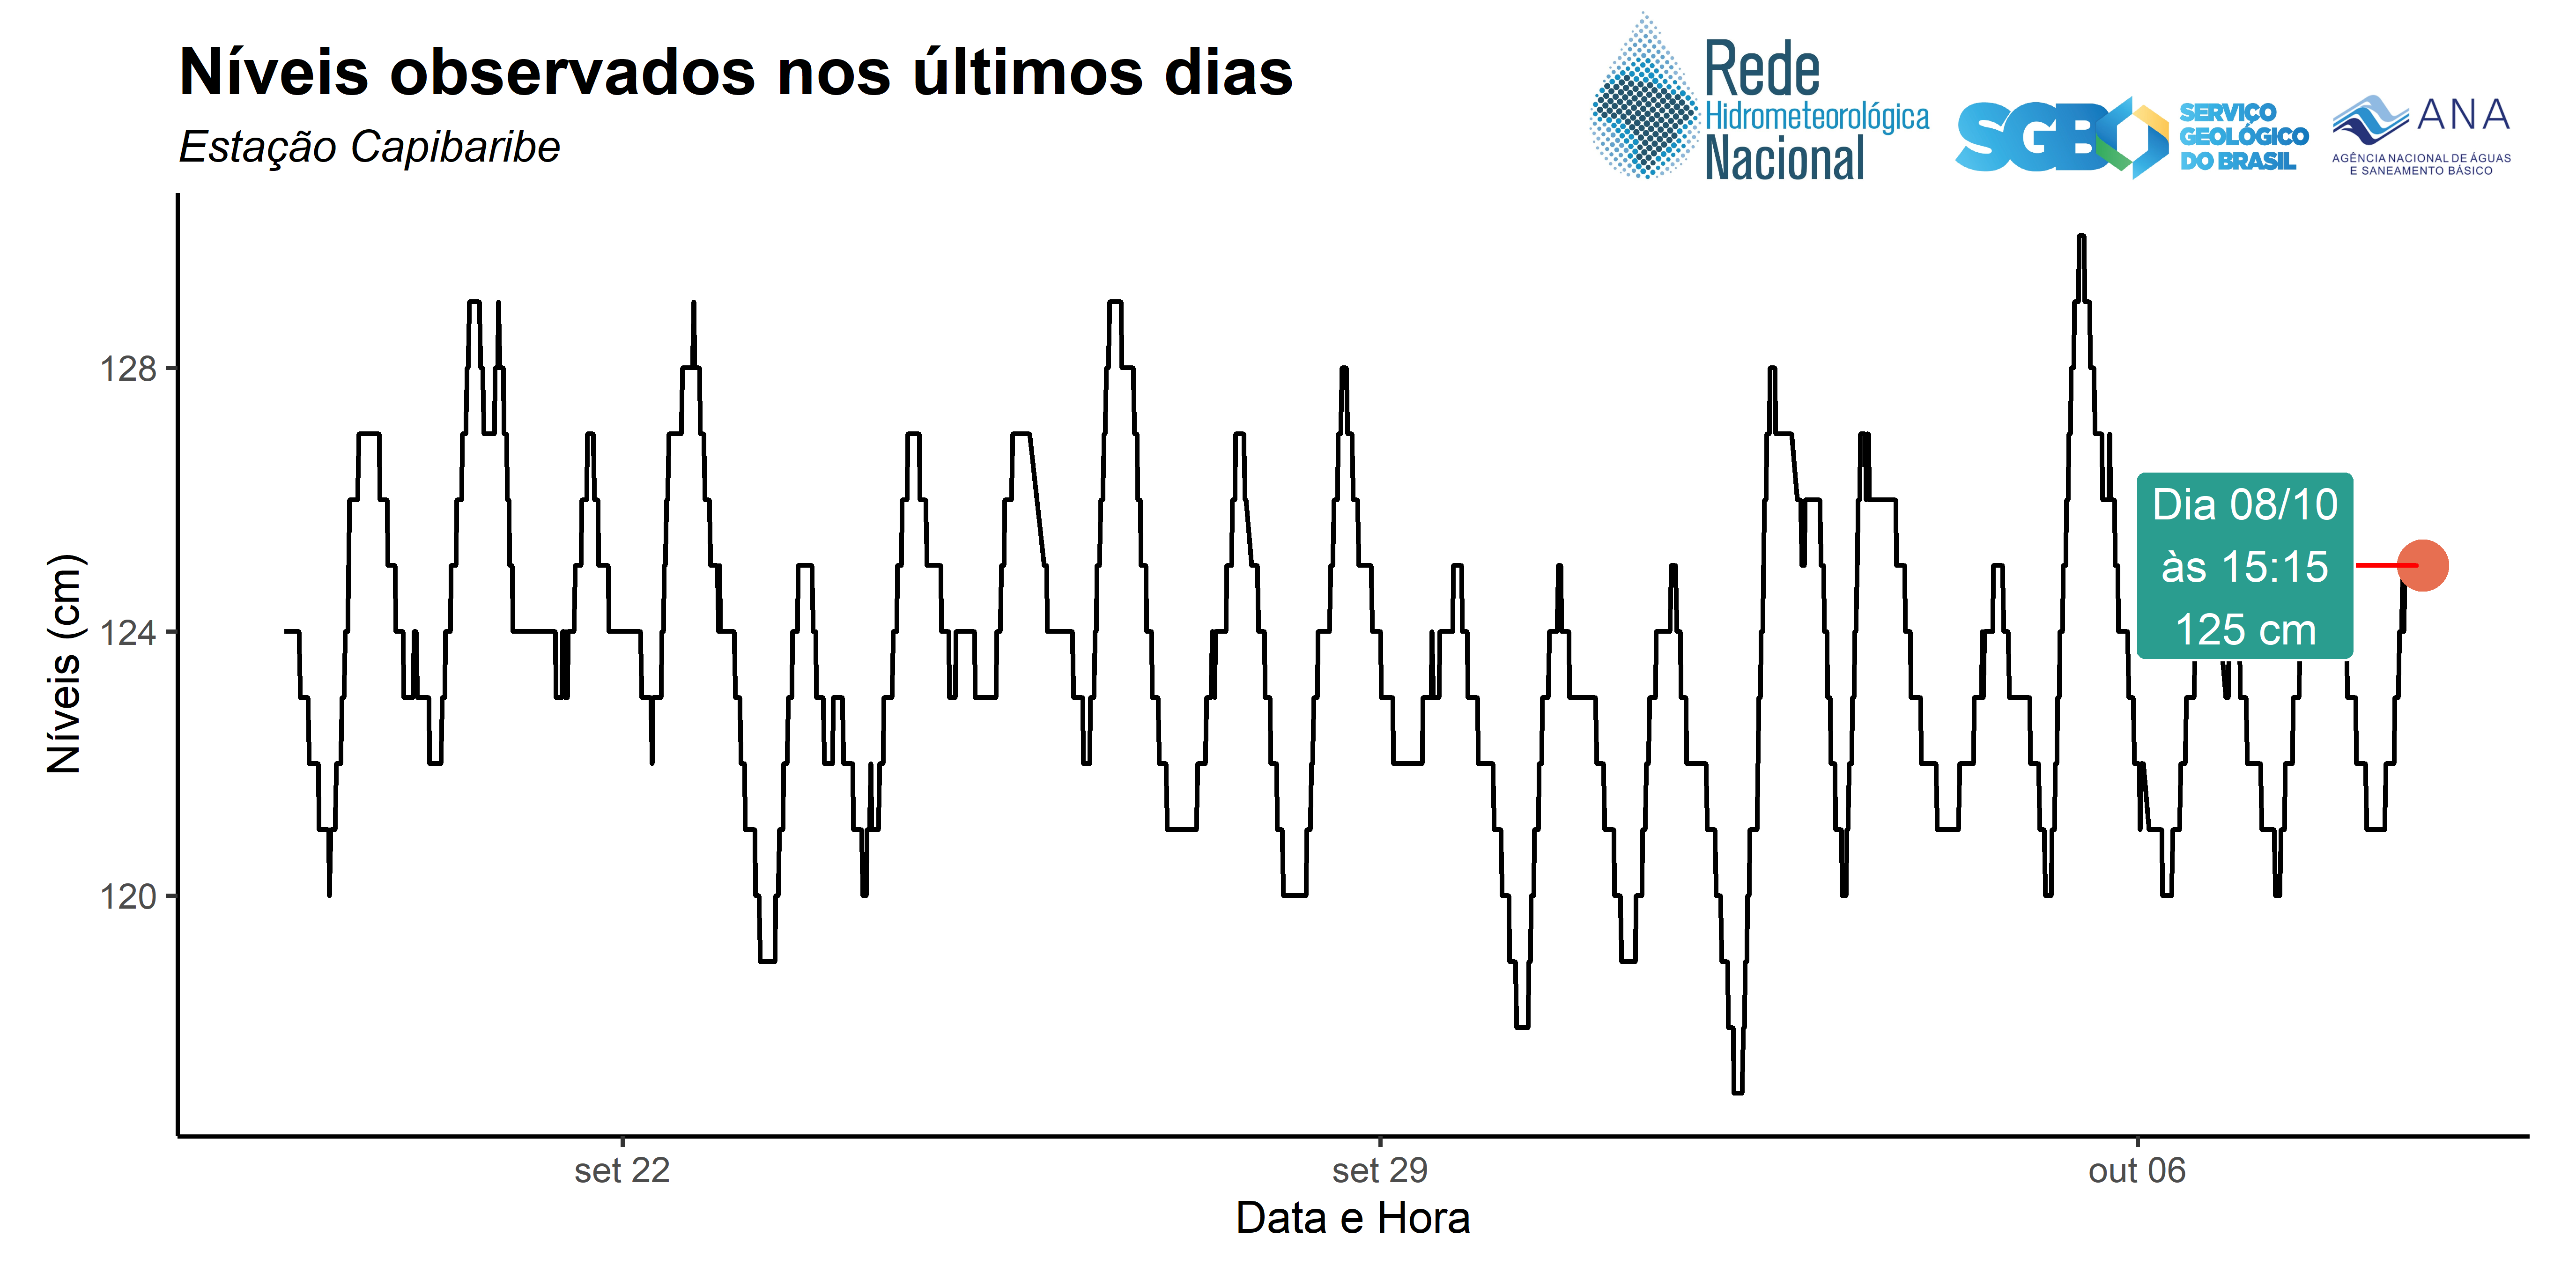 Níveis observados nos últimos dias
Estação Capibaribe
Rede
Hidrometeorológica
Nacional
SGB
SERVIÇO
GEOLÓGICO
DO BRASIL
ANA
AGÊNCIA NACIONAL DE ÁGUAS
E SANEAMENTO BÁSICO
Níveis (cm)
128
124
120
Dia 08/10
às 15:15
125 cm
set 22
set 29
out 06
Data e Hora